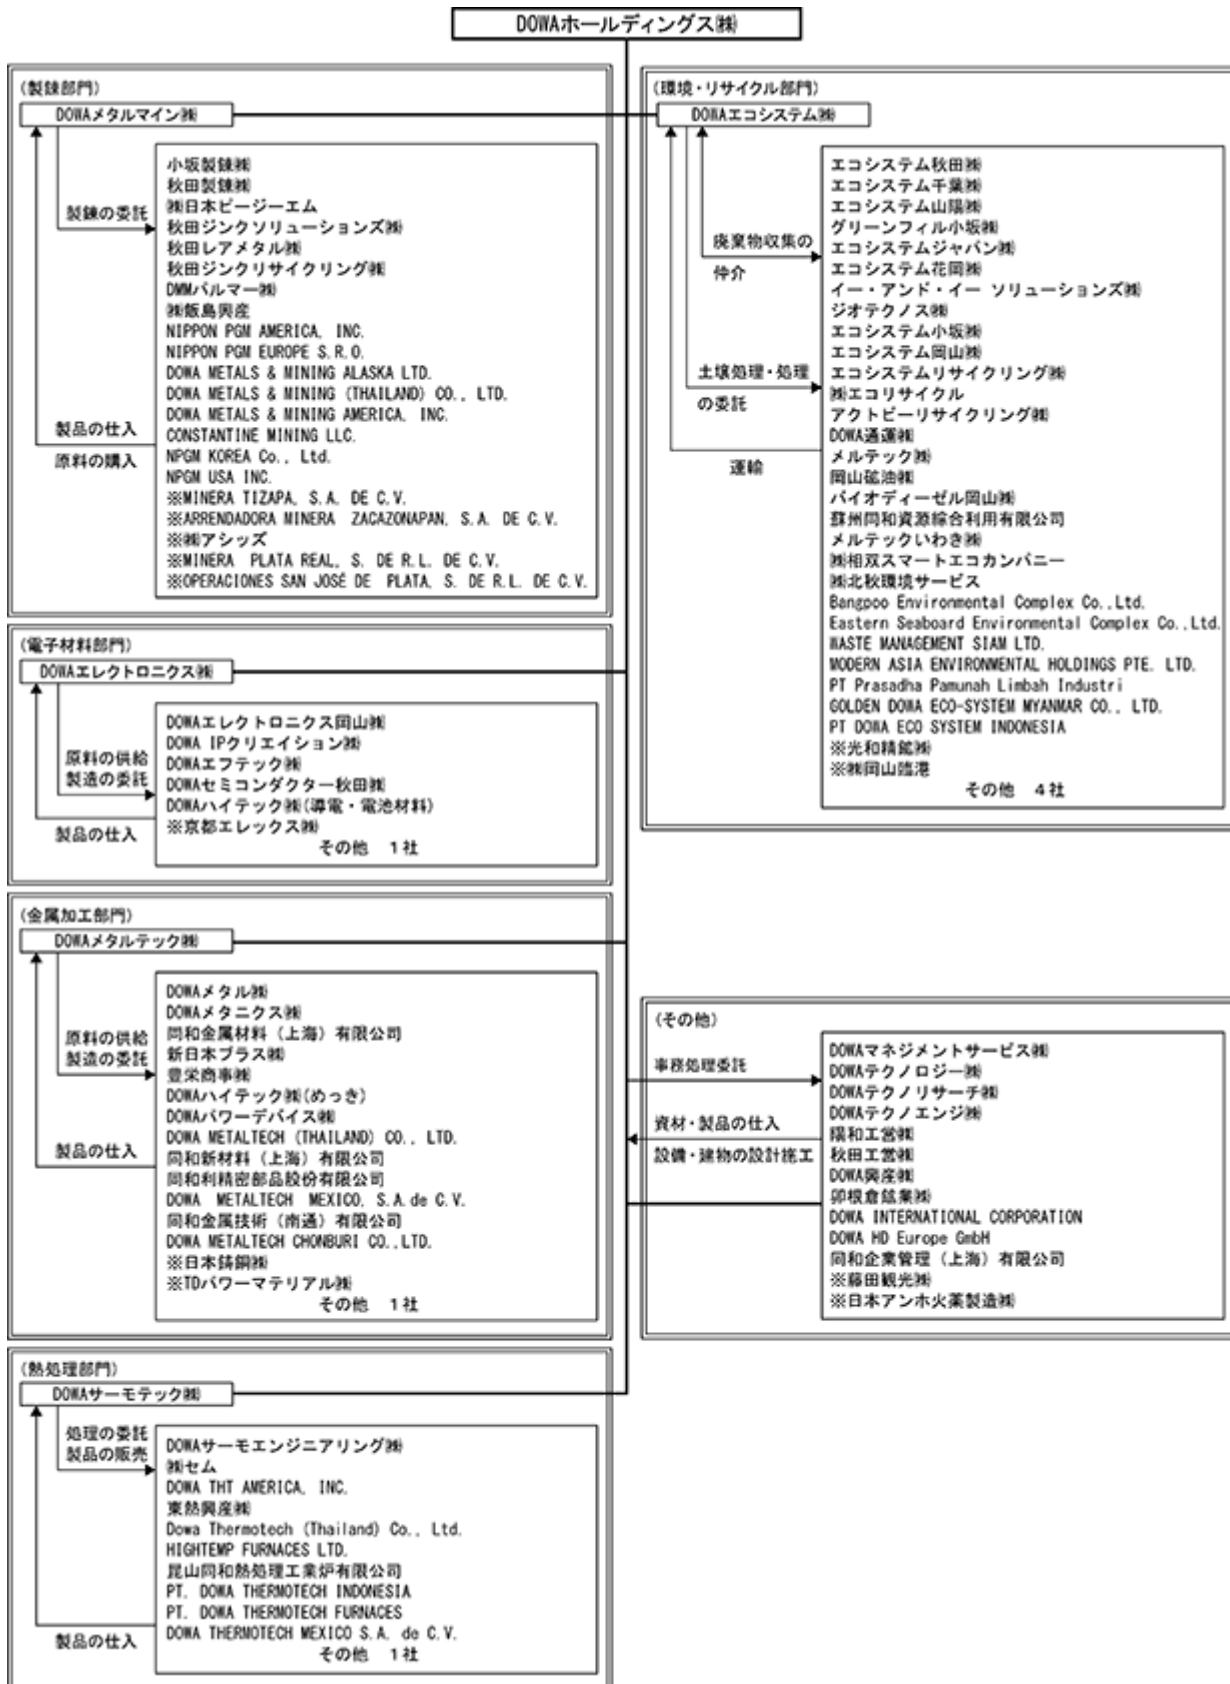 DOWAホールディングス㈱
(製錬部門)
DOWAメタルマイン㈱
製錬の委託
小坂製錬㈱
秋田製錬㈱
㈱日本ピージーエム
秋田ジンクソリューションズ㈱
秋田レアメタル㈱
秋田ジンクリサイクリング㈱
DMMパルマー㈱
㈱飯島興産
NIPPON PGM AMERICA, INC.
NIPPON PGM EUROPE S.R.O.
DOWA METALS & MINING ALASKA LTD.
DOWA METALS & MINING (THAILAND) CO., LTD.
DOWA METALS & MINING AMERICA, INC.
CONSTANTINE MINING LLC.
NPGM KOREA Co., Ltd.
NPGM USA INC.
※MINERA TIZAPA, S.A. DE C.V.
※ARRENDADORA MINERA ZACAZONAPAN, S.A. DE C.V.
※㈱アシッズ
※MINERA PLATA REAL, S. DE R.L. DE C.V.
※OPERACIONES SAN JOSÉ DE PLATA, S. DE R.L. DE C.V.
製品の仕入
原料の購入
(環境・リサイクル部門)
DOWAエコシステム㈱
廃棄物収集の
仲介
土壌処理・処理
の委託
運輸
エコシステム秋田㈱
エコシステム千葉㈱
エコシステム山陽㈱
グリーンフィル小坂㈱
エコシステムジャパン㈱
エコシステム花岡㈱
イー・アンド・イー ソリューションズ㈱
ジオテクノス㈱
エコシステム小坂㈱
エコシステム岡山㈱
エコシステムリサイクリング㈱
㈱エコリサイクル
アクトビーリサイクリング㈱
DOWA通運㈱
メルテック㈱
岡山砿油㈱
バイオディーゼル岡山㈱
蘇州同和資源綜合利用有限公司
メルテックいわき㈱
㈱相双スマートエコカンパニー
㈱北秋環境サービス
Bangpoo Environmental Complex Co.,Ltd.
Eastern Seaboard Environmental Complex Co.,Ltd.
WASTE MANAGEMENT SIAM LTD.
MODERN ASIA ENVIRONMENTAL HOLDINGS PTE. LTD.
PT Prasadha Pamunah Limbah Industri
GOLDEN DOWA ECO-SYSTEM MYANMAR CO., LTD.
PT DOWA ECO SYSTEM INDONESIA
※光和精鉱㈱
※㈱岡山臨港
その他 4社
(電子材料部門)
DOWAエレクトロニクス㈱
原料の供給
製造の委託
製品の仕入
DOWAエレクトロニクス岡山㈱
DOWA IPクリエイション㈱
DOWAエフテック㈱
DOWAセミコンダクター秋田㈱
DOWAハイテック㈱(導電・電池材料)
※京都エレックス㈱
その他 1社
(金属加工部門)
DOWAメタルテック㈱
原料の供給
製造の委託
製品の仕入
DOWAメタル㈱
DOWAメタニクス㈱
同和金属材料（上海）有限公司
新日本ブラス㈱
豊栄商事㈱
DOWAハイテック㈱(めっき)
DOWAパワーデバイス㈱
DOWA METALTECH (THAILAND) CO., LTD.
同和新材料（上海）有限公司
同和利精密部品股份有限公司
DOWA METALTECH MEXICO, S.A.de C.V.
同和金属技術（南通）有限公司
DOWA METALTECH CHONBURI CO.,LTD.
※日本鋳銅㈱
※TDパワーマテリアル㈱
その他 1社
(その他)
事務処理委託
資材・製品の仕入
設備・建物の設計施工
DOWAマネジメントサービス㈱
DOWAテクノロジー㈱
DOWAテクノリサーチ㈱
DOWAテクノエンジ㈱
陽和工営㈱
秋田工営㈱
DOWA興産㈱
卯根倉鉱業㈱
DOWA INTERNATIONAL CORPORATION
DOWA HD Europe GmbH
同和企業管理（上海）有限公司
※藤田観光㈱
※日本アンホ火薬製造㈱
(熱処理部門)
DOWAサーモテック㈱
処理の委託
製品の販売
製品の仕入
DOWAサーモエンジニアリング㈱
㈱セム
DOWA THT AMERICA, INC.
東熱興産㈱
Dowa Thermotech (Thailand) Co., Ltd.
HIGHTEMP FURNACES LTD.
昆山同和熱処理工業炉有限公司
PT. DOWA THERMOTECH INDONESIA
PT. DOWA THERMOTECH FURNACES
DOWA THERMOTECH MEXICO S.A. de C.V.
その他 1社